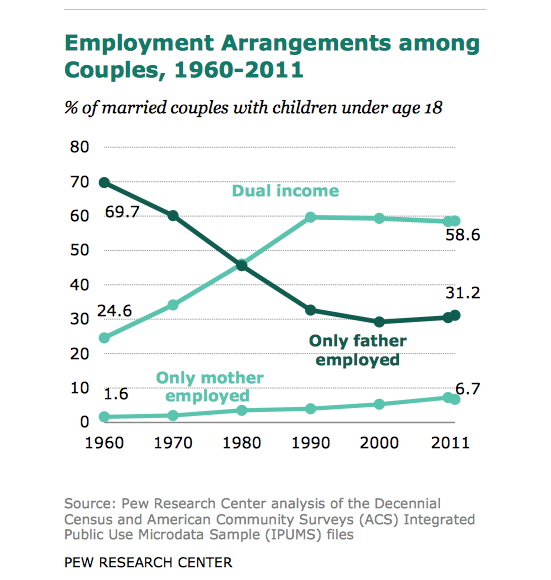 Employment Arrangements among
Couples, 1960-2011
% of married couples with children under age 18
80
70
60
50
40
30
20
10
0
Dual income
69.7
58.6
24.6
31.2
Only father
employed
Only mother
employed
1.6
6.7
1960 1970 1980 1990 2000 2011
Source: Pew Research Center analysis of the Decennial
Census and American Community Surveys (ACS) Integrated
Public Use Microdata Sample (IPUMS) files
PEW RESEARCH CENTER